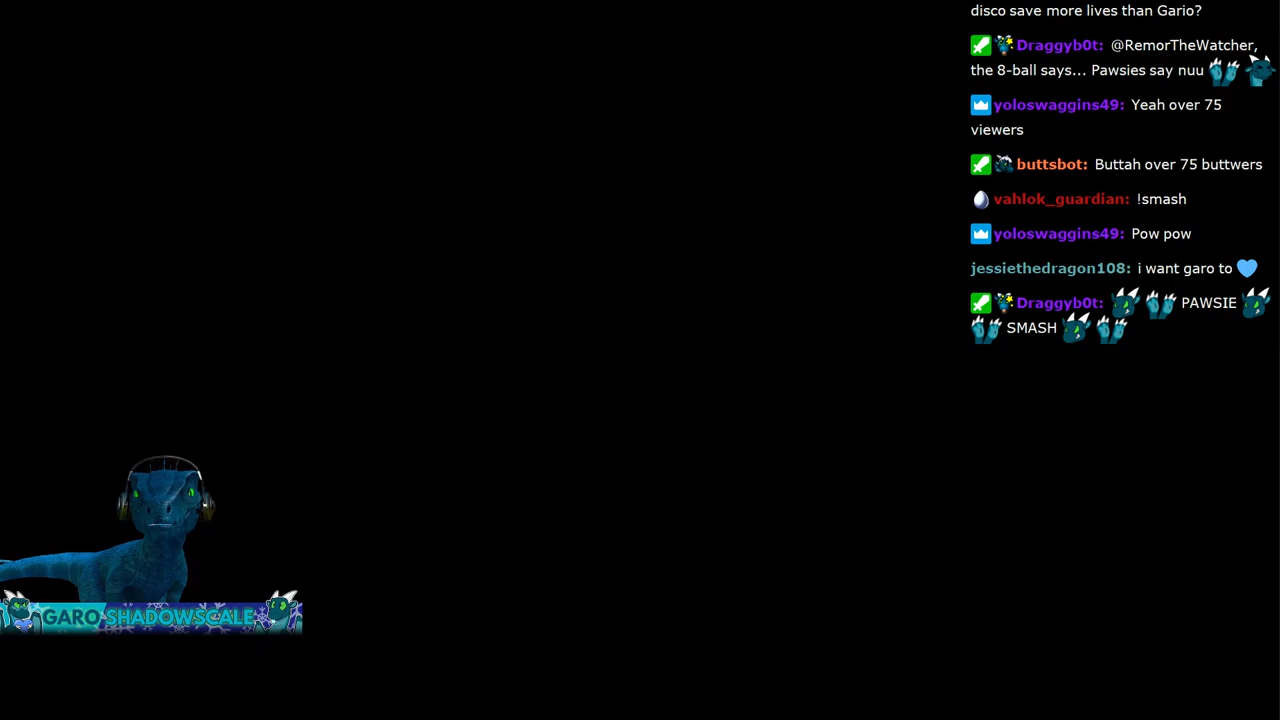 disco save more lives than Gario?
Draggyb0t: @RemorTheWatcher,
the 8-ball says... Pawsies say nuu
yoloswaggins49: Yeah over 75
viewers
buttsbot: Buttah over 75 buttwers
vahlok_guardian: !smash
yoloswaggins49: Pow pow
jessiethedragon108: i want garo to
Draggyb0t: PAWSIE
SMASH
GARO SHADOWSCALE